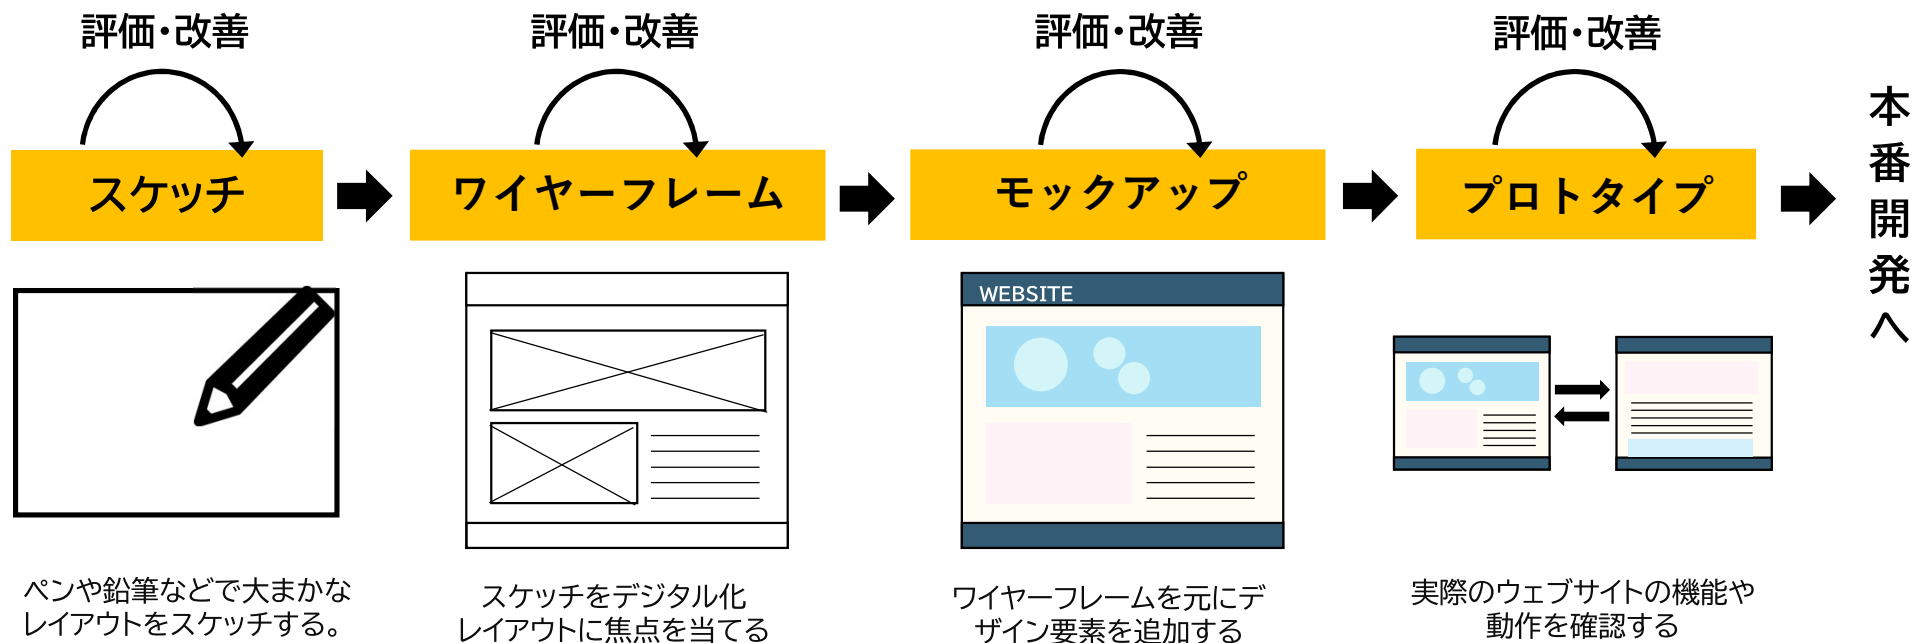 評価・改善
評価・改善
評価・改善
評価・改善
スケッチ
ワイヤーフレーム
モックアップ
プロトタイプ
本番開発へ
WEBSITE
ペンや鉛筆などで大まかな
レイアウトをスケッチする。
スケッチをデジタル化
レイアウトに焦点を当てる
ワイヤーフレームを元にデ
ザイン要素を追加する
実際のウェブサイトの機能や
動作を確認する